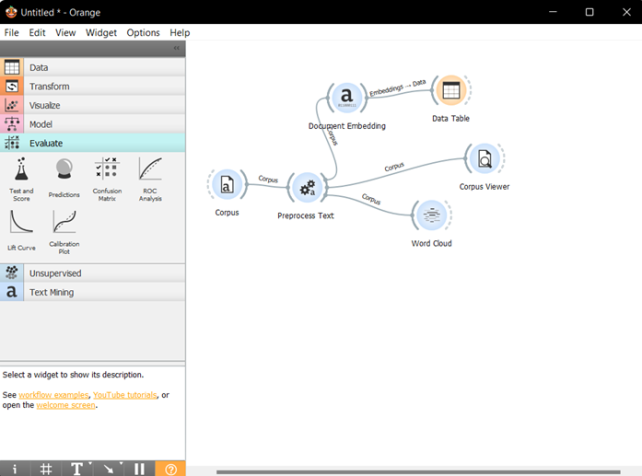 Untitled * - Orange
File Edit View Widget Options Help
Data
Transform
Visualize
Model
Evaluate
Test and Score
Predictions
Confusion Matrix
ROC Analysis
Lift Curve
Calibration Plot
Unsupervised
Text Mining
Select a widget to show its description.
See workflow examples, YouTube tutorials, or
open the welcome screen.
Corpus
Corpus
Preprocess Text
Corpus
Document Embedding
Embeddings → Data
Data Table
Corpus
Corpus Viewer
Corpus
Word Cloud